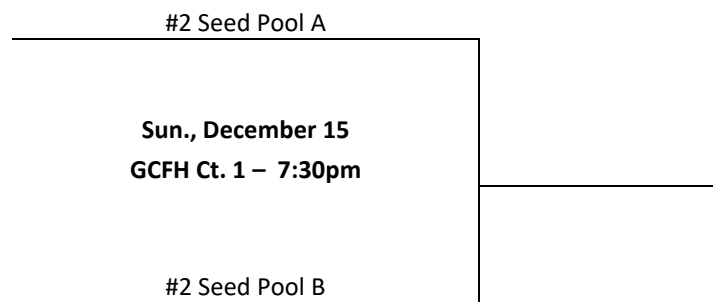 #2 Seed Pool A
Sun., December 15
GCFH Ct. 1 – 7:30pm
#2 Seed Pool B